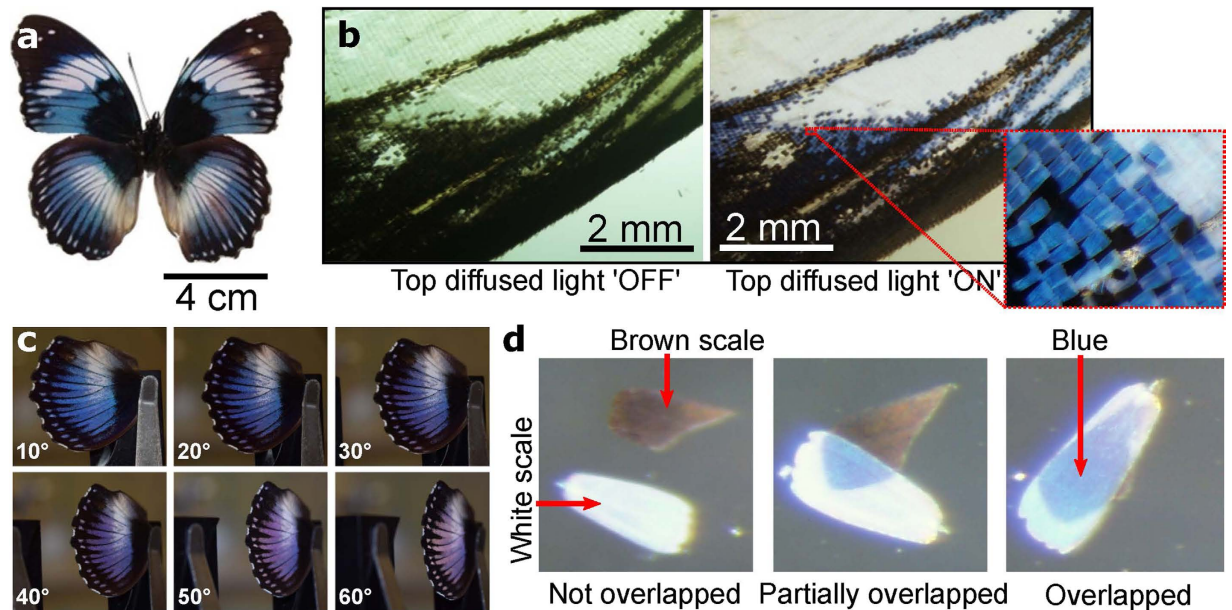 a
4 cm
b
2 mm
2 mm
Top diffused light 'OFF'
Top diffused light 'ON'
c
10°
20°
30°
40°
50°
60°
d
Brown scale
Blue
White scale
Not overlapped
Partially overlapped
Overlapped